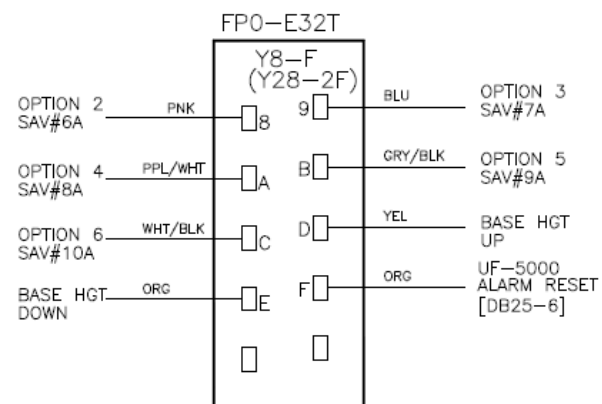 FP0-E32T
Y8-F
(Y28-2F)
OPTION 2
SAV#6A
PNK
8
9
BLU
OPTION 3
SAV#7A
OPTION 4
SAV#8A
PPL/WHT
A
B
GRY/BLK
OPTION 5
SAV#9A
OPTION 6
SAV#10A
WHT/BLK
C
D
YEL
BASE HGT
UP
BASE HGT
DOWN
ORG
E
F
ORG
UF-5000
ALARM RESET
[DB25-6]